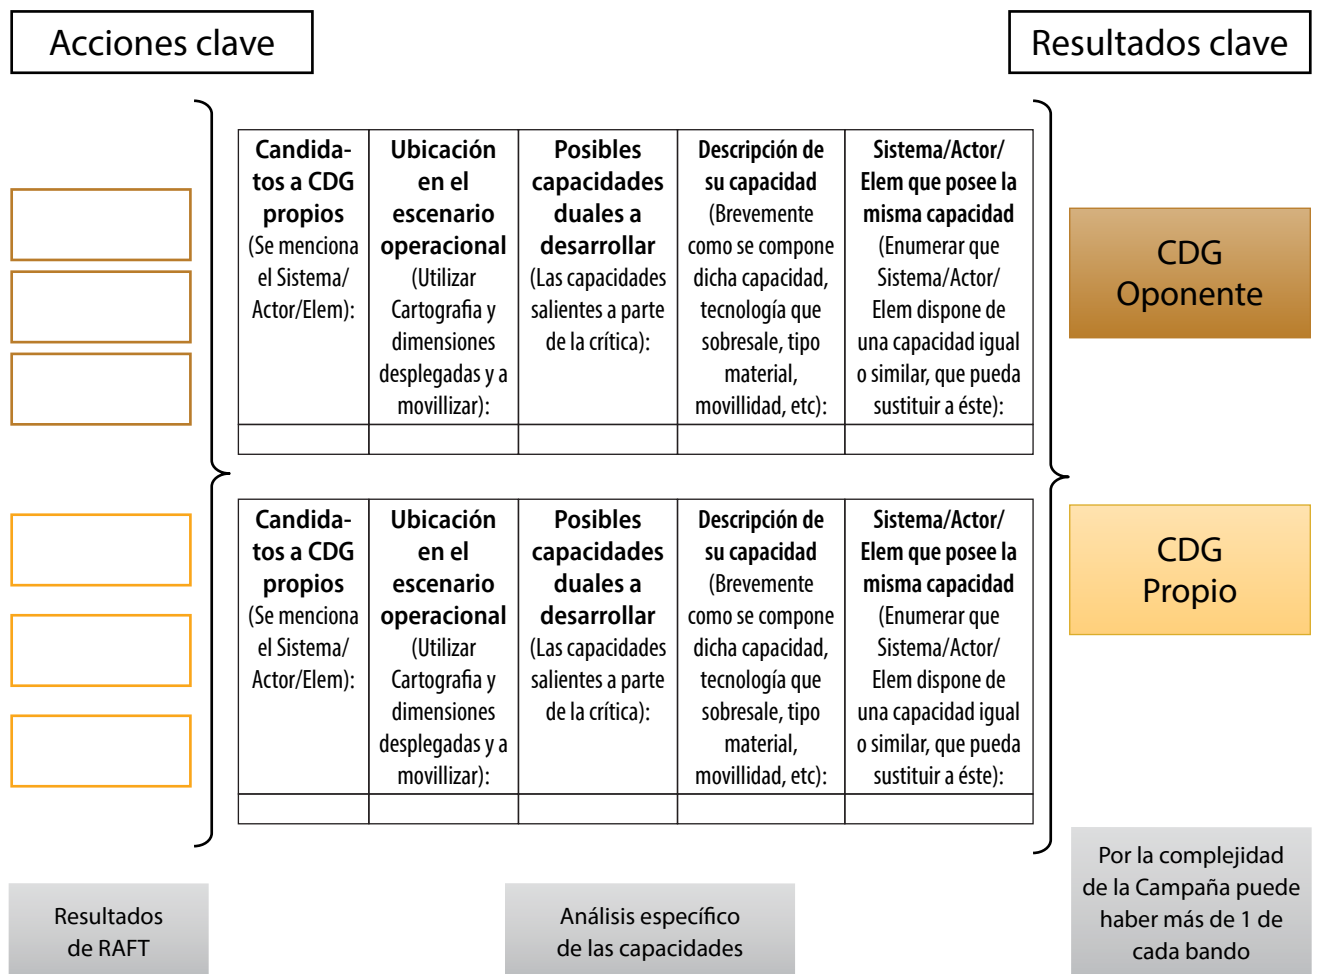 Acciones clave
Resultados clave
Candida-
tos a CDG
propios
(Se menciona
el Sistema/
Actor/Elem):
Ubicación
en el
escenario
operacional
(Utilizar
Cartografia y
dimensiones
desplegadas y a
movillizar):
Posibles
capacidades
duales a
desarrollar
(Las capacidades
salientes a parte
de la crítica):
Descripción de
su capacidad
(Brevemente
como se compone
dicha capacidad,
tecnología que
sobresale, tipo
material,
movillidad, etc):
Sistema/Actor/
Elem que posee la
misma capacidad
(Enumerar que
Sistema/Actor/
Elem dispone de
una capacidad igual
o similar, que pueda
sustituir a éste):
CDG
Oponente
Candida-
tos a CDG
propios
(Se menciona
el Sistema/
Actor/Elem):
Ubicación
en el
escenario
operacional
(Utilizar
Cartografia y
dimensiones
desplegadas y a
movillizar):
Posibles
capacidades
duales a
desarrollar
(Las capacidades
salientes a parte
de la crítica):
Descripción de
su capacidad
(Brevemente
como se compone
dicha capacidad,
tecnología que
sobresale, tipo
material,
movillidad, etc):
Sistema/Actor/
Elem que posee la
misma capacidad
(Enumerar que
Sistema/Actor/
Elem dispone de
una capacidad igual
o similar, que pueda
sustituir a éste):
CDG
Propio
Resultados
de RAFT
Análisis específico
de las capacidades
Por la complejidad
de la Campaña puede
haber más de 1 de
cada bando